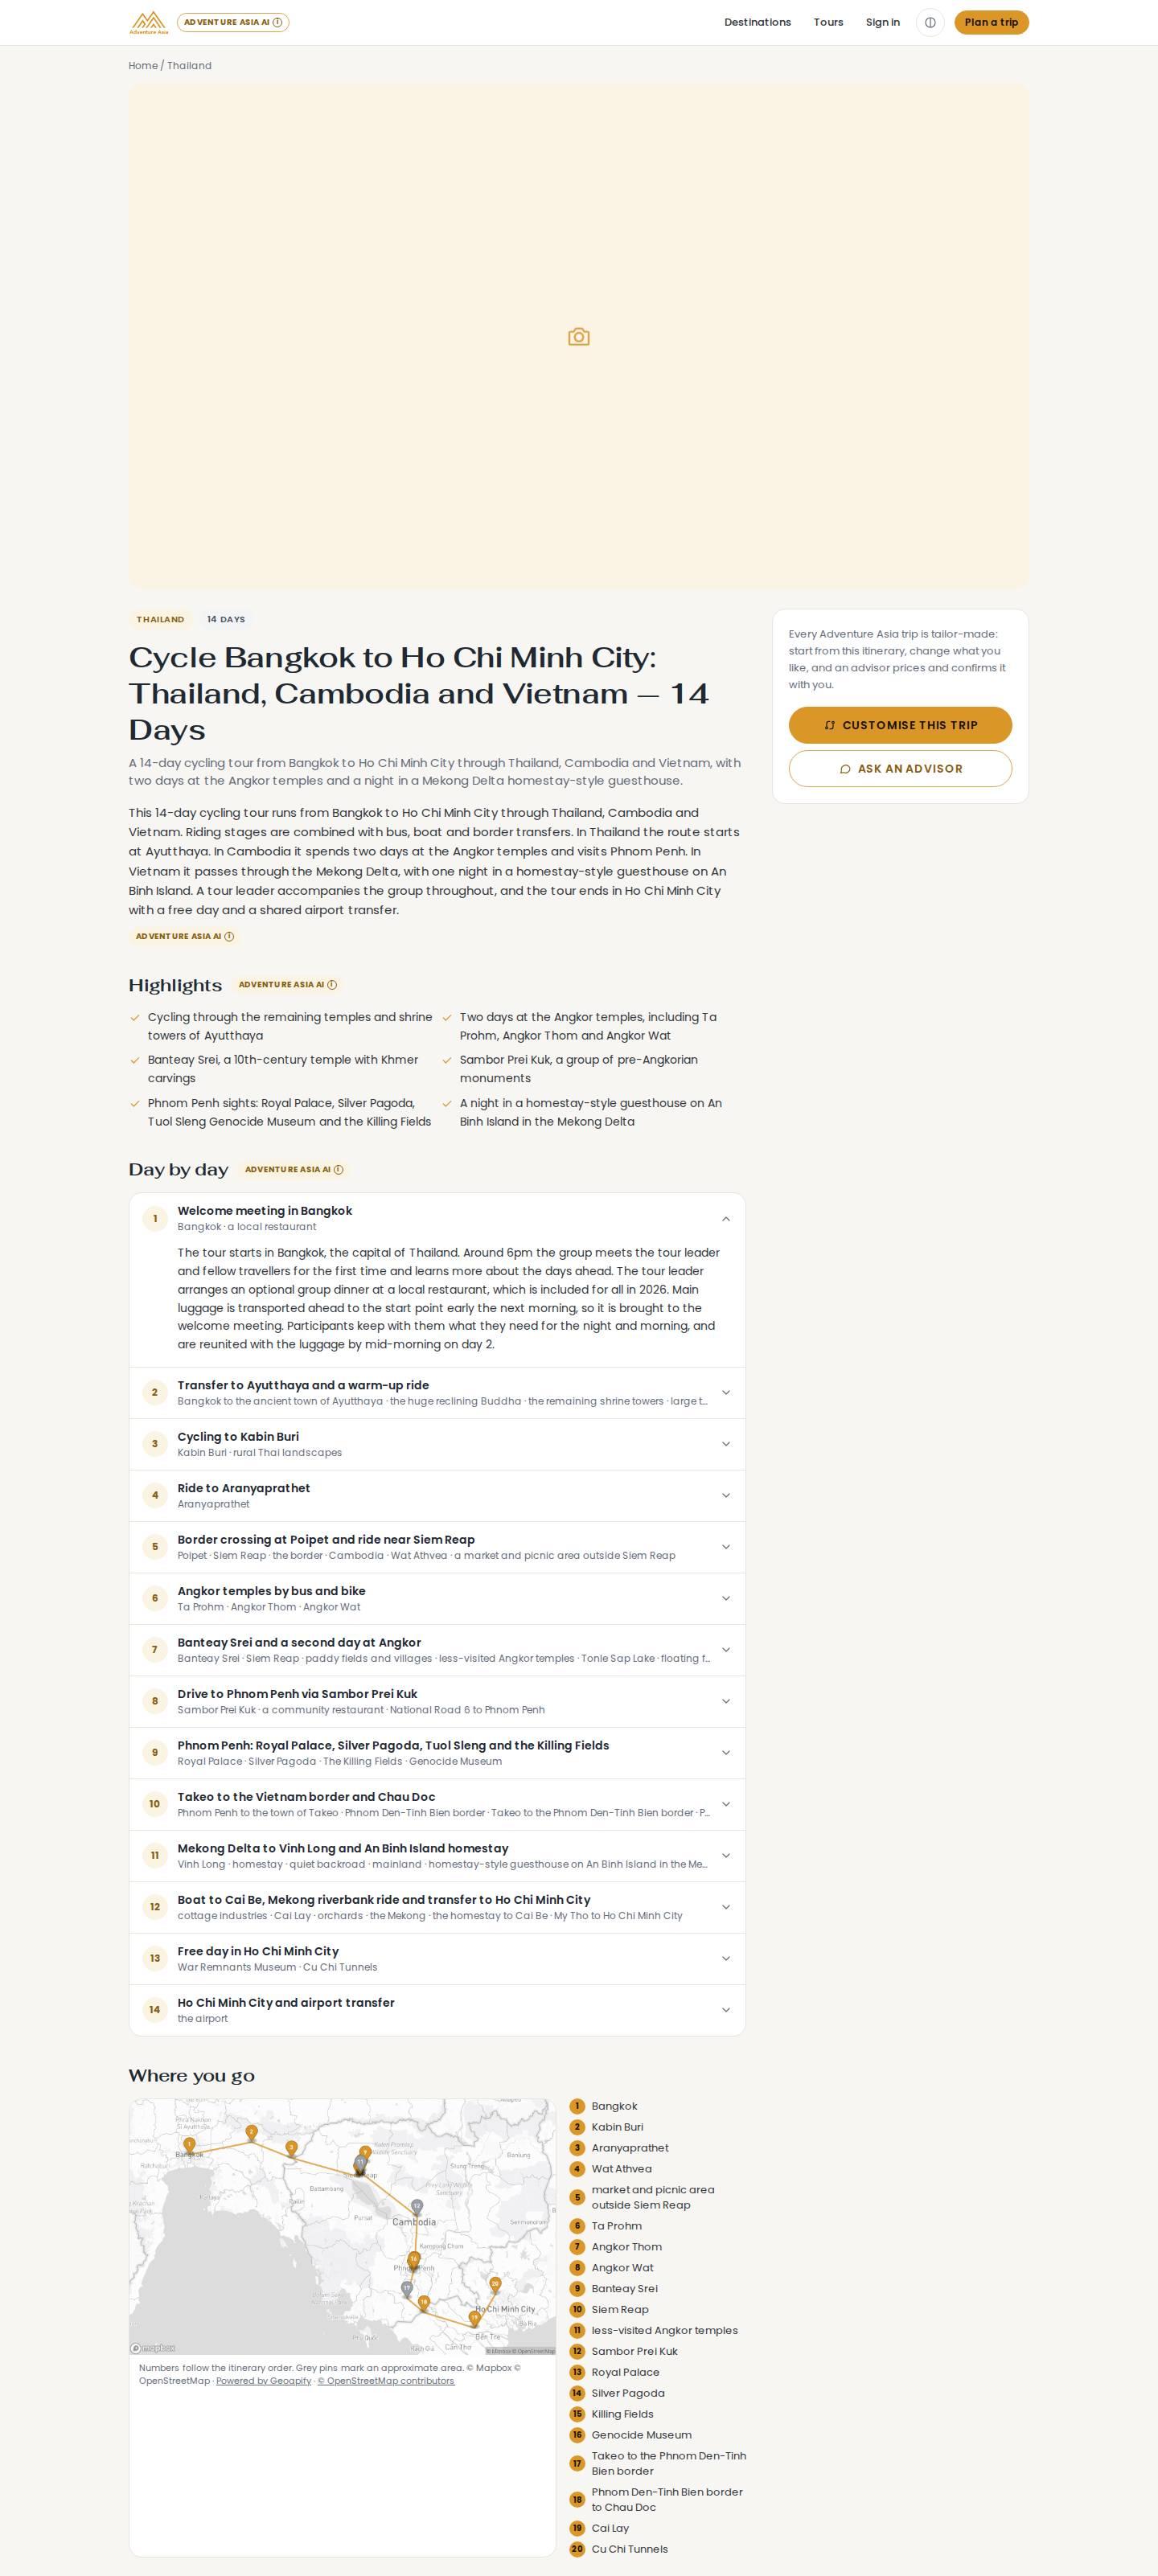 Adventure Asia
ADVENTURE ASIA AI
Destinations
Tours
Sign in
Plan a trip
Home / Thailand
THAILAND
14 DAYS
Cycle Bangkok to Ho Chi Minh City:
Thailand, Cambodia and Vietnam — 14
Days
A 14-day cycling tour from Bangkok to Ho Chi Minh City through Thailand, Cambodia and Vietnam, with
two days at the Angkor temples and a night in a Mekong Delta homestay-style guesthouse.
This 14-day cycling tour runs from Bangkok to Ho Chi Minh City through Thailand, Cambodia and
Vietnam. Riding stages are combined with bus, boat and border transfers. In Thailand the route starts
at Ayutthaya. In Cambodia it spends two days at the Angkor temples and visits Phnom Penh. In
Vietnam it passes through the Mekong Delta, with one night in a homestay-style guesthouse on An
Binh Island. A tour leader accompanies the group throughout, and the tour ends in Ho Chi Minh City
with a free day and a shared airport transfer.
ADVENTURE ASIA AI
Every Adventure Asia trip is tailor-made:
start from this itinerary, change what you
like, and an advisor prices and confirms it
with you.
CUSTOMISE THIS TRIP
ASK AN ADVISOR
Highlights
ADVENTURE ASIA AI
Cycling through the remaining temples and shrine
towers of Ayutthaya
Two days at the Angkor temples, including Ta
Prohm, Angkor Thom and Angkor Wat
Banteay Srei, a 10th-century temple with Khmer
carvings
Sambor Prei Kuk, a group of pre-Angkorian
monuments
Phnom Penh sights: Royal Palace, Silver Pagoda,
Tuol Sleng Genocide Museum and the Killing Fields
A night in a homestay-style guesthouse on An
Binh Island in the Mekong Delta
Day by day
ADVENTURE ASIA AI
1
Welcome meeting in Bangkok
Bangkok · a local restaurant
The tour starts in Bangkok, the capital of Thailand. Around 6pm the group meets the tour leader
and fellow travellers for the first time and learns more about the days ahead. The tour leader
arranges an optional group dinner at a local restaurant, which is included for all in 2026. Main
luggage is transported ahead to the start point early the next morning, so it is brought to the
welcome meeting. Participants keep with them what they need for the night and morning, and
are reunited with the luggage by mid-morning on day 2.
2
Transfer to Ayutthaya and a warm-up ride
Bangkok to the ancient town of Ayutthaya · the huge reclining Buddha · the remaining shrine towers · large t...
3
Cycling to Kabin Buri
Kabin Buri · rural Thai landscapes
4
Ride to Aranyaprathet
Aranyaprathet
5
Border crossing at Poipet and ride near Siem Reap
Poipet · Siem Reap · the border · Cambodia · Wat Athvea · a market and picnic area outside Siem Reap
6
Angkor temples by bus and bike
Ta Prohm · Angkor Thom · Angkor Wat
7
Banteay Srei and a second day at Angkor
Banteay Srei · Siem Reap · paddy fields and villages · less-visited Angkor temples · Tonle Sap Lake · floating f...
8
Drive to Phnom Penh via Sambor Prei Kuk
Sambor Prei Kuk · a community restaurant · National Road 6 to Phnom Penh
9
Phnom Penh: Royal Palace, Silver Pagoda, Tuol Sleng and the Killing Fields
Royal Palace · Silver Pagoda · The Killing Fields · Genocide Museum
10
Takeo to the Vietnam border and Chau Doc
Phnom Penh to the town of Takeo · Phnom Den-Tinh Bien border · Takeo to the Phnom Den-Tinh Bien border · P...
11
Mekong Delta to Vinh Long and An Binh Island homestay
Vinh Long · homestay · quiet backroad · mainland · homestay-style guesthouse on An Binh Island in the Me...
12
Boat to Cai Be, Mekong riverbank ride and transfer to Ho Chi Minh City
cottage industries · Cai Lay · orchards · the Mekong · the homestay to Cai Be · My Tho to Ho Chi Minh City
13
Free day in Ho Chi Minh City
War Remnants Museum · Cu Chi Tunnels
14
Ho Chi Minh City and airport transfer
the airport
Where you go
Bangkok
Battambang
Pursat
Cambodia
Kampong Cham
Stung Treng
Ho Chi Minh City
Ben Tre
mapbox
Numbers follow the itinerary order. Grey pins mark an approximate area. © Mapbox ©
OpenStreetMap · Powered by Geoapify · © OpenStreetMap contributors
1 Bangkok
2 Kabin Buri
3 Aranyaprathet
4 Wat Athvea
5 market and picnic area
outside Siem Reap
6 Ta Prohm
7 Angkor Thom
8 Angkor Wat
9 Banteay Srei
10 Siem Reap
11 less-visited Angkor temples
12 Sambor Prei Kuk
13 Royal Palace
14 Silver Pagoda
15 Killing Fields
16 Genocide Museum
17 Takeo to the Phnom Den-Tinh
Bien border
18 Phnom Den-Tinh Bien border
to Chau Doc
19 Cai Lay
20 Cu Chi Tunnels